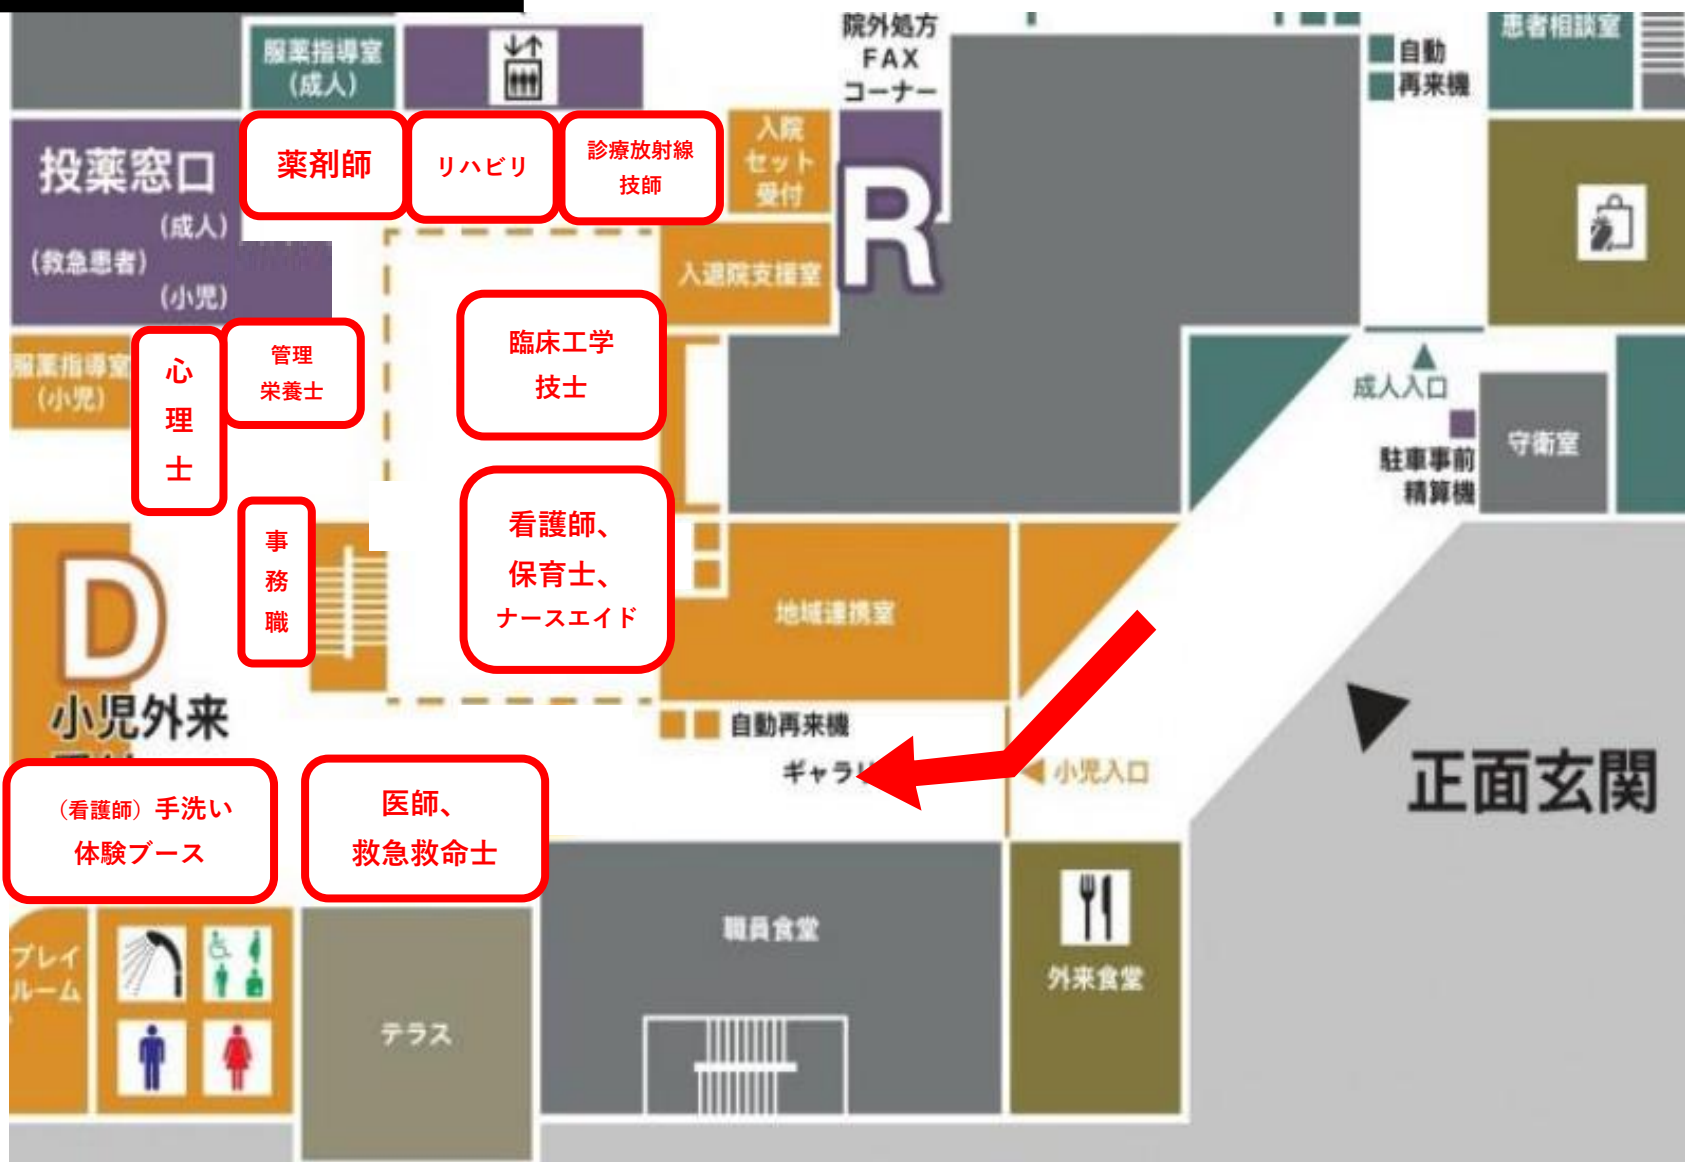 服薬指導室
(成人)
院外処方
FAX
コーナー
自動
再来機
患者相談室
投薬窓口
(成人)
(救急患者)
(小児)
薬剤師
リハビリ
診療放射線
技師
入院
セット
受付
R
入退院支援室
服薬指導室
(小児)
心
理
士
管理
栄養士
臨床工学
技士
成人入口
駐車事前
精算機
守衛室
事
務
職
看護師、
保育士、
ナースエイド
地域連携室
D
小児外来
自動再来機
ギャラリ
小児入口
正面玄関
(看護師)手洗い
体験ブース
医師、
救急救命士
プレイ
ルーム
テラス
職員食堂
外来食堂